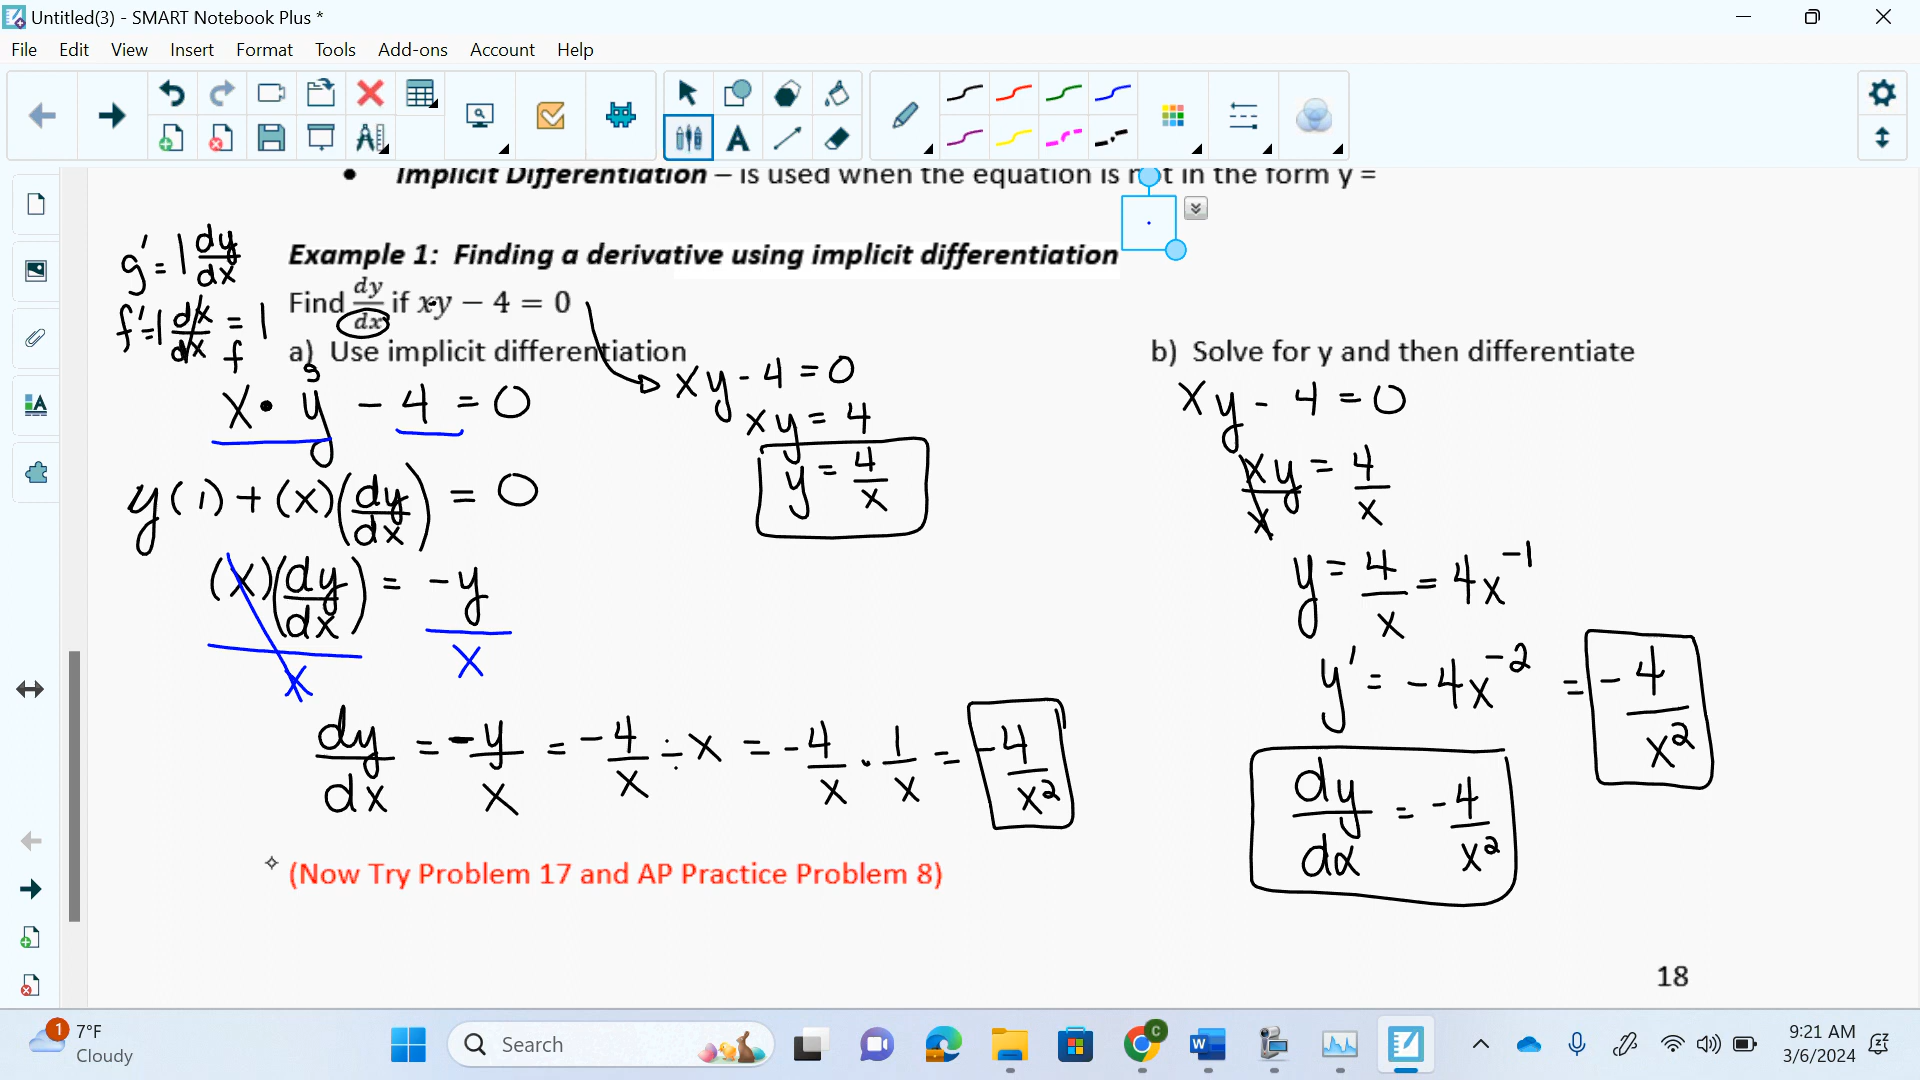 Untitled(3) - SMART Notebook Plus *
File Edit View Insert Format Tools Add-ons Account Help
• Implicit Differentiation – is used when the equation is not in the form y =
g' = 1 dy/dx
f' = 1 dx/dx = 1
Example 1: Finding a derivative using implicit differentiation
Find dy/dx if xy − 4 = 0
a) Use implicit differentiation
f g
x • y - 4 = 0
y(1) + (x)(dy/dx) = 0
(x)(dy/dx)/x = -y/x
dy/dx = -y/x = -4/x ÷ x = -4/x · 1/x = -4/x²
xy - 4 = 0
xy = 4
y = 4/x
b) Solve for y and then differentiate
xy - 4 = 0
xy/x = 4/x
y = 4/x = 4x⁻¹
y' = -4x⁻² = -4/x²
dy/dx = -4/x²
(Now Try Problem 17 and AP Practice Problem 8)
18
1
7°F
Cloudy
Search
C
W
9:21 AM
3/6/2024